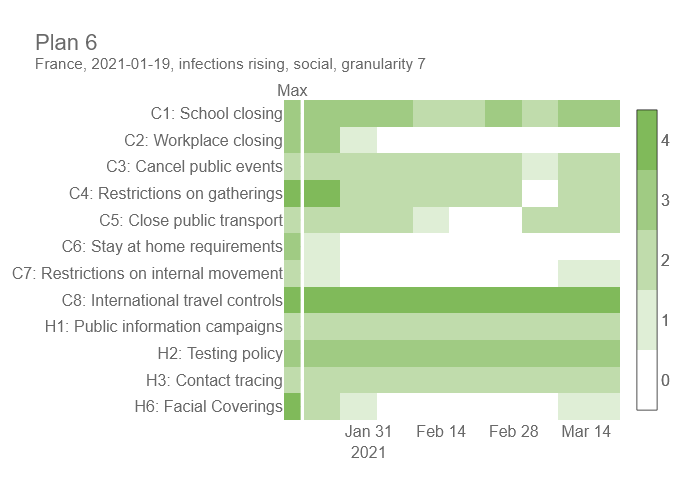 Plan 6
France, 2021-01-19, infections rising, social, granularity 7
Max
C1: School closing
C2: Workplace closing
C3: Cancel public events
C4: Restrictions on gatherings
C5: Close public transport
C6: Stay at home requirements
C7: Restrictions on internal movement
C8: International travel controls
H1: Public information campaigns
H2: Testing policy
H3: Contact tracing
H6: Facial Coverings
4
3
2
1
0
Jan 31 Feb 14 Feb 28 Mar 14
2021